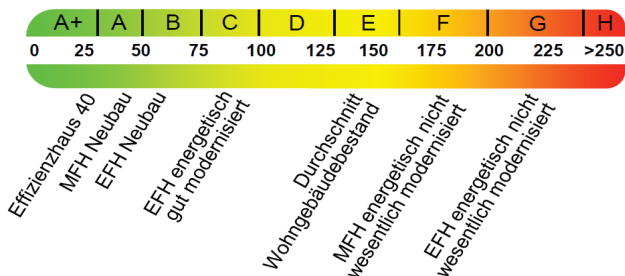 A+ A B C D E F G H
0 25 50 75 100 125 150 175 200 225 >250
Effizienzhaus 40
MFH Neubau
EFH Neubau
EFH energetisch
gut modernisiert
Durchschnitt
Wohngebäudebestand
MFH energetisch nicht
wesentlich modernisiert
EFH energetisch nicht
wesentlich modernisiert